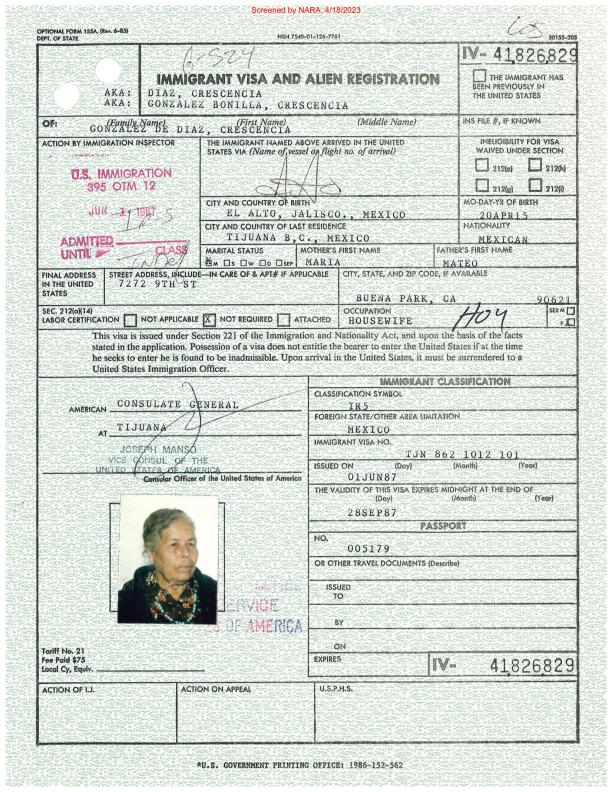 Screened by NARA, 4/18/2023
OPTIONAL FORM 155A, (Rev. 6-85)
DEPT. OF STATE
NSN 7540-01-126-7761
50155-203
A-524
IV- 41,826,829
IMMIGRANT VISA AND ALIEN REGISTRATION
AKA: DIAZ, CRESCENCIA
AKA: GONZALEZ BONILLA, CRESCENCIA
THE IMMIGRANT HAS BEEN PREVIOUSLY IN THE UNITED STATES
OF: (Family Name) (First Name) (Middle Name)
GONZALEZ DE DIAZ, CRESCENCIA
INS FILE #, IF KNOWN
ACTION BY IMMIGRATION INSPECTOR
U.S. IMMIGRATION
395 OTM 12
JUN 1987
ADMITTED CLASS
UNTIL
THE IMMIGRANT NAMED ABOVE ARRIVED IN THE UNITED
STATES VIA (Name of vessel or flight no. of arrival)
INELIGIBILITY FOR VISA
WAIVED UNDER SECTION
212(e) 212(h)
212(g) 212(i)
CITY AND COUNTRY OF BIRTH
EL ALTO, JALISCO., MEXICO
MO-DAY-YR OF BIRTH
20APR15
CITY AND COUNTRY OF LAST RESIDENCE
TIJUANA B,C., MEXICO
NATIONALITY
MEXICAN
MARITAL STATUS
M S W D SEP
MOTHER'S FIRST NAME
MARIA
FATHER'S FIRST NAME
MATEO
FINAL ADDRESS
IN THE UNITED
STATES
STREET ADDRESS, INCLUDE—IN CARE OF & APT# IF APPLICABLE
7272 9TH ST
CITY, STATE, AND ZIP CODE, IF AVAILABLE
BUENA PARK, CA 90621
SEC. 212(a)(14)
LABOR CERTIFICATION NOT APPLICABLE X NOT REQUIRED ATTACHED
OCCUPATION
HOUSEWIFE
SEX M
F X
This visa is issued under Section 221 of the Immigration and Nationality Act, and upon the basis of the facts
stated in the application. Possession of a visa does not entitle the bearer to enter the United States if at the time
he seeks to enter he is found to be inadmissible. Upon arrival in the United States, it must be surrendered to a
United States Immigration Officer.
AMERICAN CONSULATE GENERAL
AT TIJUANA
JOSEPH MANSO
VICE CONSUL OF THE
UNITED STATES OF AMERICA
Consular Officer of the United States of America
IMMIGRANT CLASSIFICATION
CLASSIFICATION SYMBOL
IR5
FOREIGN STATE/OTHER AREA LIMITATION
MEXICO
IMMIGRANT VISA NO.
TJN 862 1012 101
ISSUED ON (Day) (Month) (Year)
01JUN87
THE VALIDITY OF THIS VISA EXPIRES MIDNIGHT AT THE END OF
(Day) (Month) (Year)
28SEP87
PASSPORT
NO.
005179
OR OTHER TRAVEL DOCUMENTS (Describe)
ISSUED
TO
BY
ON
EXPIRES
SERVICE
OF AMERICA
Tariff No. 21
Fee Paid $75
Local Cy, Equiv.
IV- 41,826,829
ACTION OF I.J.
ACTION ON APPEAL
U.S.P.H.S.
*U.S. GOVERNMENT PRINTING OFFICE: 1986-152-562